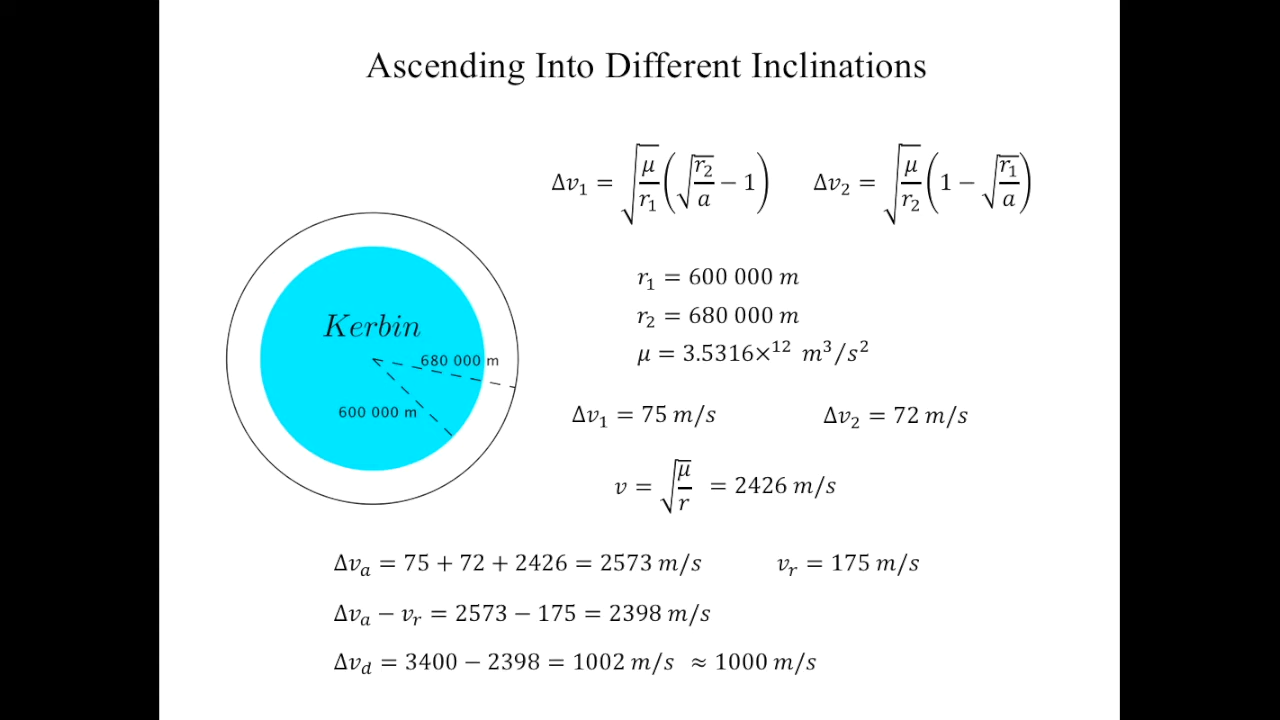 Ascending Into Different Inclinations
Δv₁ = √(μ/r₁) (√(r₂/a) − 1)   Δv₂ = √(μ/r₂) (1 − √(r₁/a))
r₁ = 600 000 m
r₂ = 680 000 m
μ = 3.5316×¹² m³/s²
Kerbin
680 000 m
600 000 m
Δv₁ = 75 m/s   Δv₂ = 72 m/s
v = √(μ/r) = 2426 m/s
Δvₐ = 75 + 72 + 2426 = 2573 m/s   vᵣ = 175 m/s
Δvₐ − vᵣ = 2573 − 175 = 2398 m/s
Δv_d = 3400 − 2398 = 1002 m/s ≈ 1000 m/s